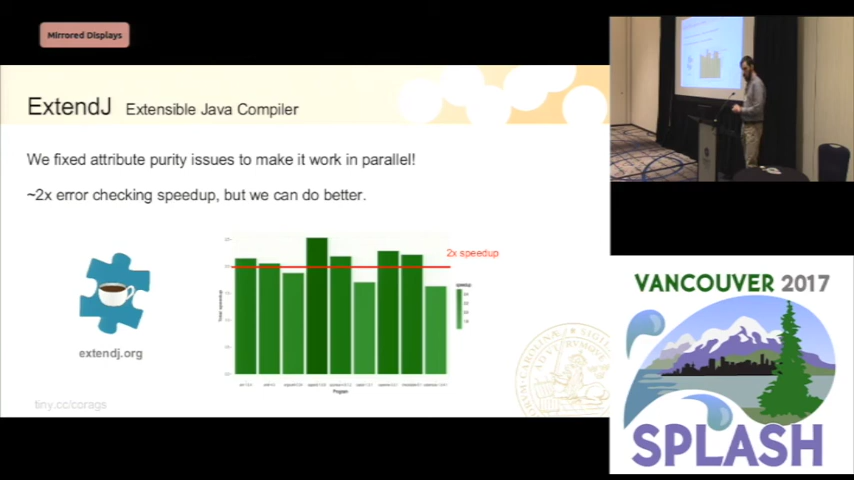 Mirrored Displays
ExtendJ Extensible Java Compiler
We fixed attribute purity issues to make it work in parallel!
~2x error checking speedup, but we can do better.
2x speedup
Program
extendj.org
tiny.cc/corags
VANCOUVER 2017
SPLASH